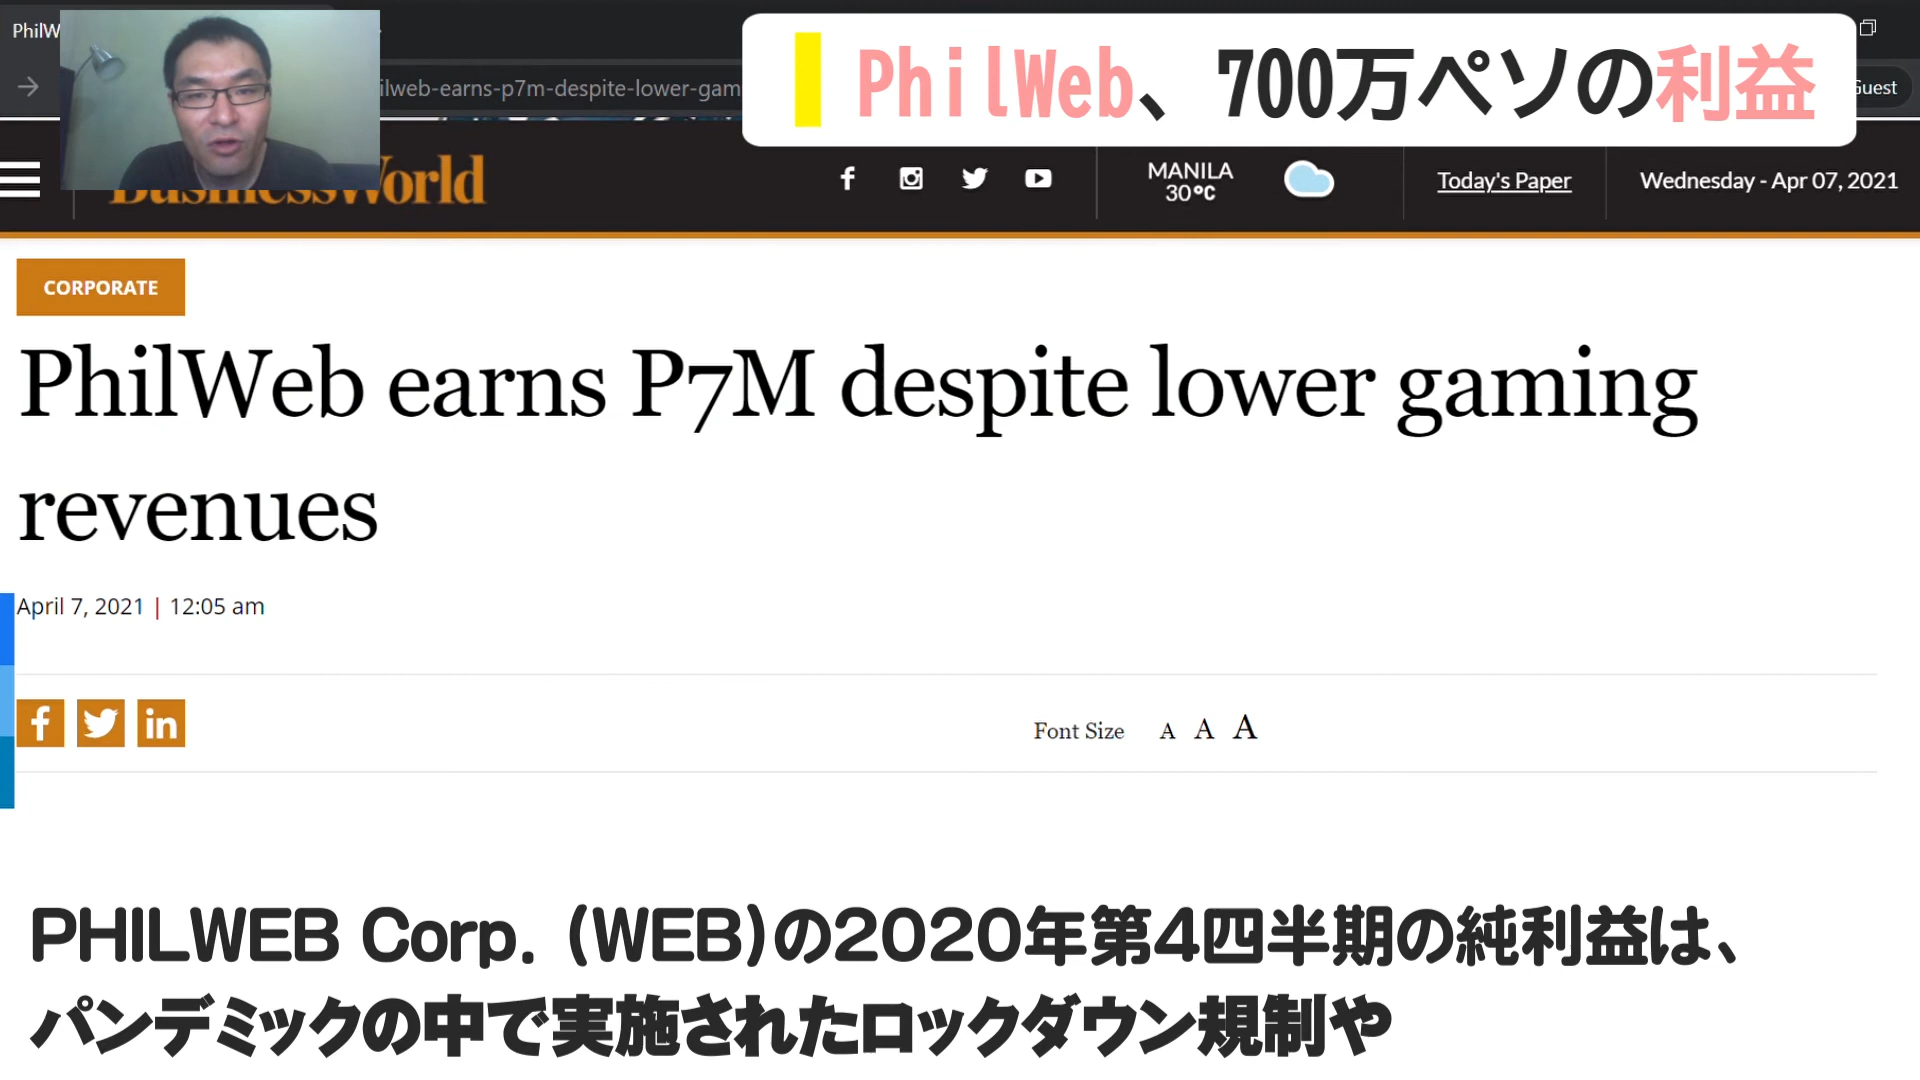 PhilW
ilweb-earns-p7m-despite-lower-gam
PhilWeb、700万ペソの利益
Guest
BusinessWorld
MANILA
30°C
Today's Paper
Wednesday - Apr 07, 2021
CORPORATE
PhilWeb earns P7M despite lower gaming
revenues
April 7, 2021 | 12:05 am
Font Size A A A
PHILWEB Corp. (WEB)の2020年第4四半期の純利益は、
パンデミックの中で実施されたロックダウン規制や